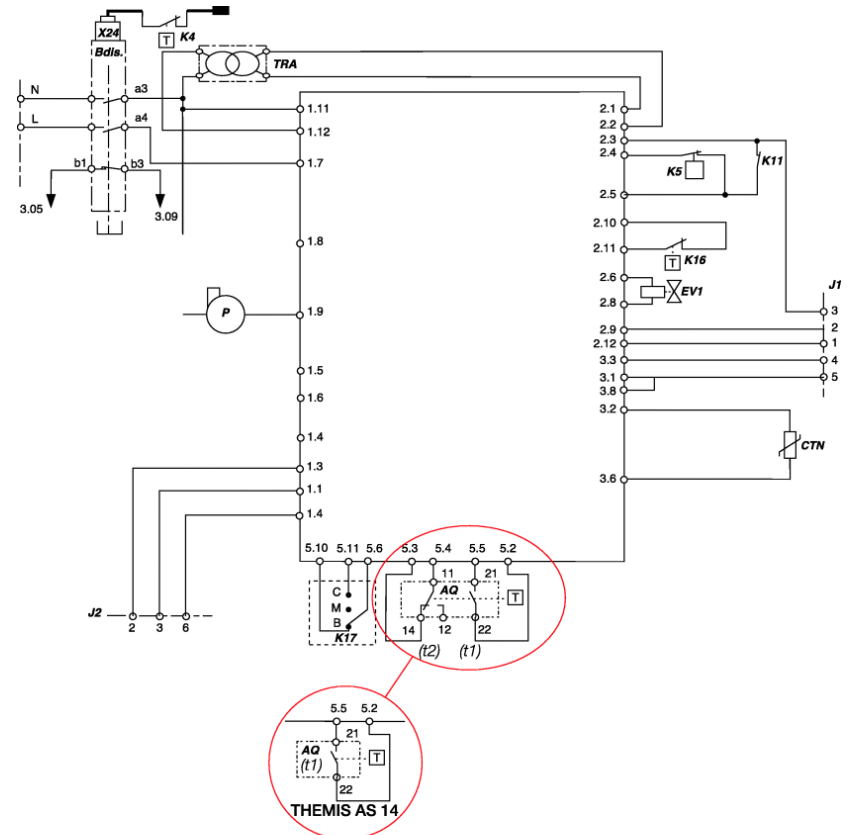 X24
T K4
Bdis.
TRA
N a3
L a4
b1 b3
3.05 3.09
1.11
1.12
1.7
1.8
P 1.9
1.5
1.6
1.4
1.3
1.1
1.4
2.1
2.2
2.3
2.4
K5 K11
2.5
2.10
2.11 T K16
2.6
EV1
2.8
J1
3
2.9 2
2.12 1
3.3 4
3.1 5
3.8
3.2
CTN
3.6
5.10 5.11 5.6 5.3 5.4 5.5 5.2
11 21
C AQ T
M
B
K17 14 12 22
(t2) (t1)
J2
2 3 6
5.5 5.2
21
AQ T
(t1)
22
THEMIS AS 14